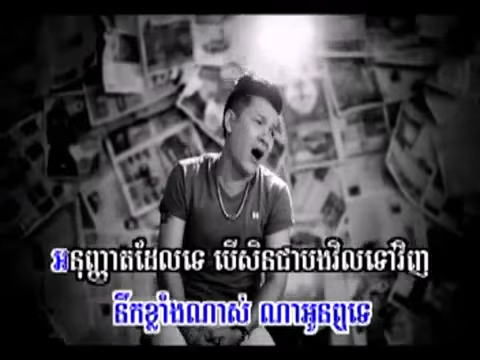 អនុញ្ញាតដែលទេ បើសិនជាបងវិលទៅវិញ
នឹកខ្លាំងណាស់ ណាអូនឮទេ